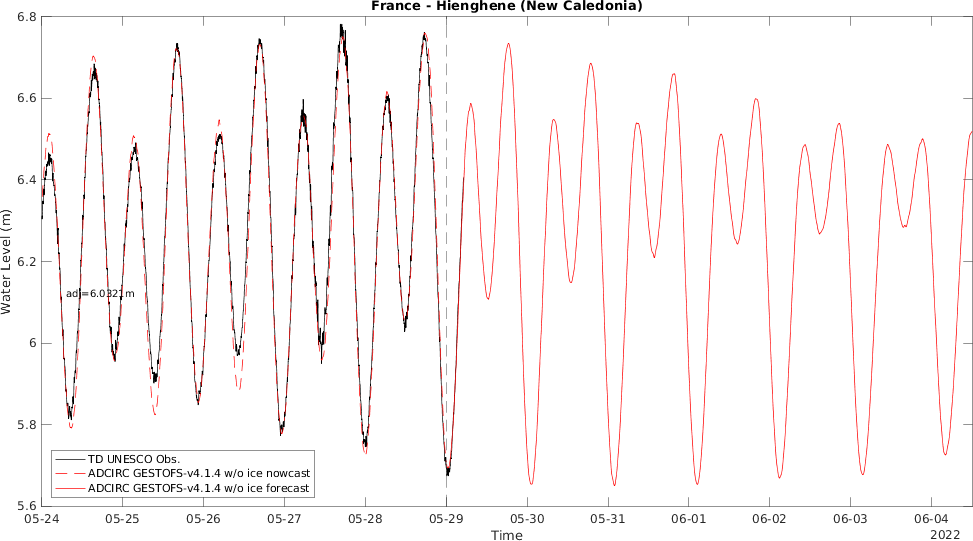 France - Hienghene (New Caledonia)
6.8
6.6
6.4
6.2
6
5.8
5.6
Water Level (m)
adj=6.0321m
TD UNESCO Obs.
ADCIRC GESTOFS-v4.1.4 w/o ice nowcast
ADCIRC GESTOFS-v4.1.4 w/o ice forecast
05-24 05-25 05-26 05-27 05-28 05-29 05-30 05-31 06-01 06-02 06-03 06-04
2022
Time